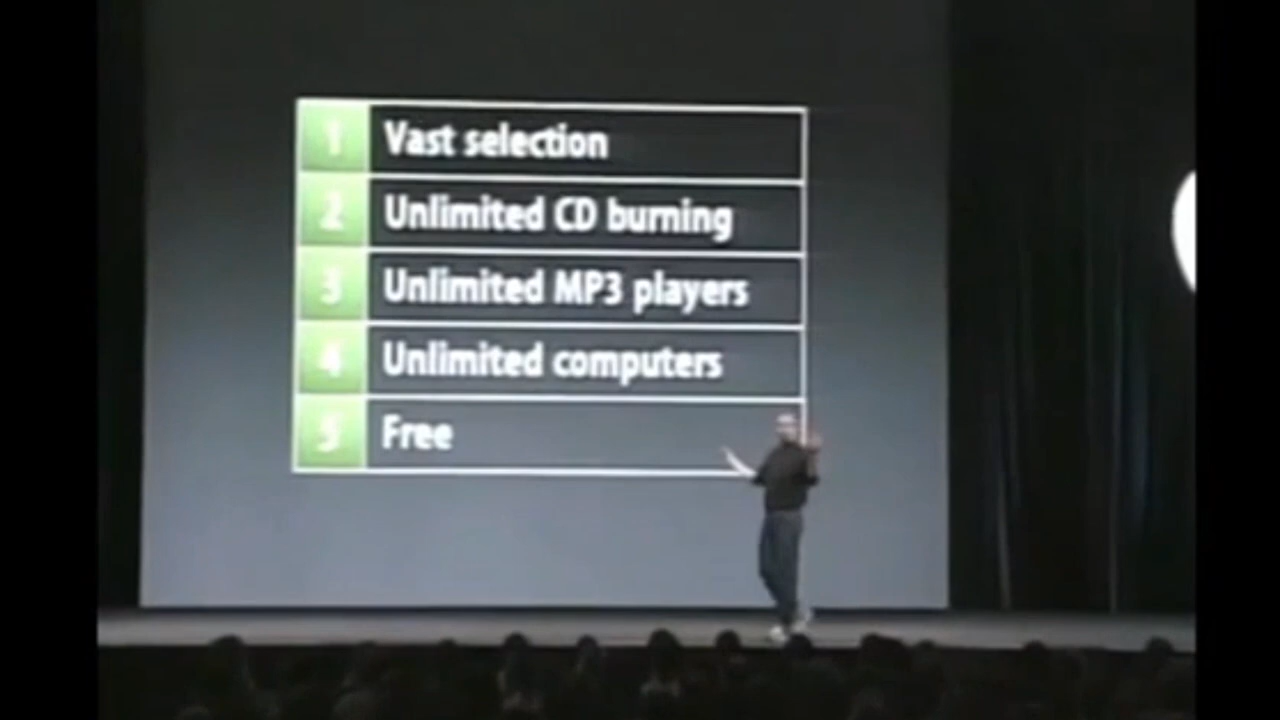 1 Vast selection
2 Unlimited CD burning
3 Unlimited MP3 players
4 Unlimited computers
5 Free